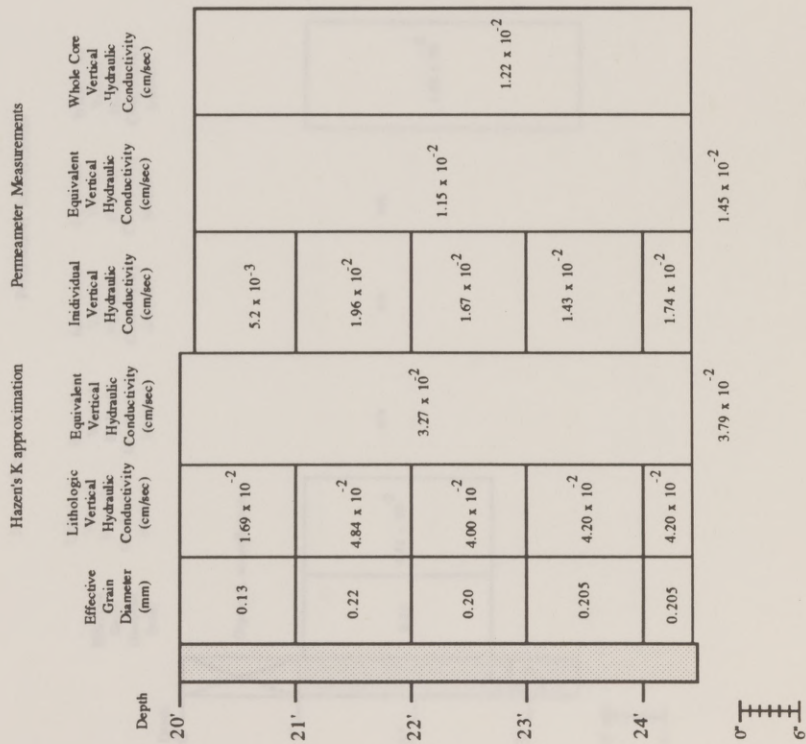 Hazen's K approximation
Permeameter Measurements
Depth
Effective
Grain
Diameter
(mm)
Lithologic
Vertical
Hydraulic
Conductivity
(cm/sec)
Equivalent
Vertical
Hydraulic
Conductivity
(cm/sec)
Inidividual
Vertical
Hydraulic
Conductivity
(cm/sec)
Equivalent
Vertical
Hydraulic
Conductivity
(cm/sec)
Whole Core
Vertical
Hydraulic
Conductivity
(cm/sec)
20'
21'
22'
23'
24'
0.13
0.22
0.20
0.205
0.205
1.69 x 10⁻²
4.84 x 10⁻²
4.00 x 10⁻²
4.20 x 10⁻²
4.20 x 10⁻²
3.27 x 10⁻²
5.2 x 10⁻³
1.96 x 10⁻²
1.67 x 10⁻²
1.43 x 10⁻²
1.74 x 10⁻²
1.15 x 10⁻²
1.22 x 10⁻²
3.79 x 10⁻²
1.45 x 10⁻²
0"
6"